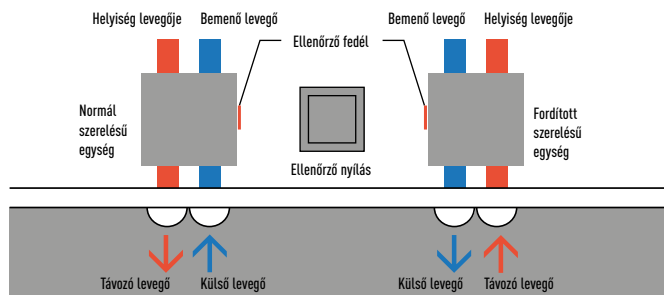 Helyiség levegője
Bemenő levegő
Bemenő levegő
Helyiség levegője
Ellenőrző fedél
Normál
szerelésű
egység
Fordított
szerelésű
egység
Ellenőrző nyílás
Távozó levegő
Külső levegő
Külső levegő
Távozó levegő